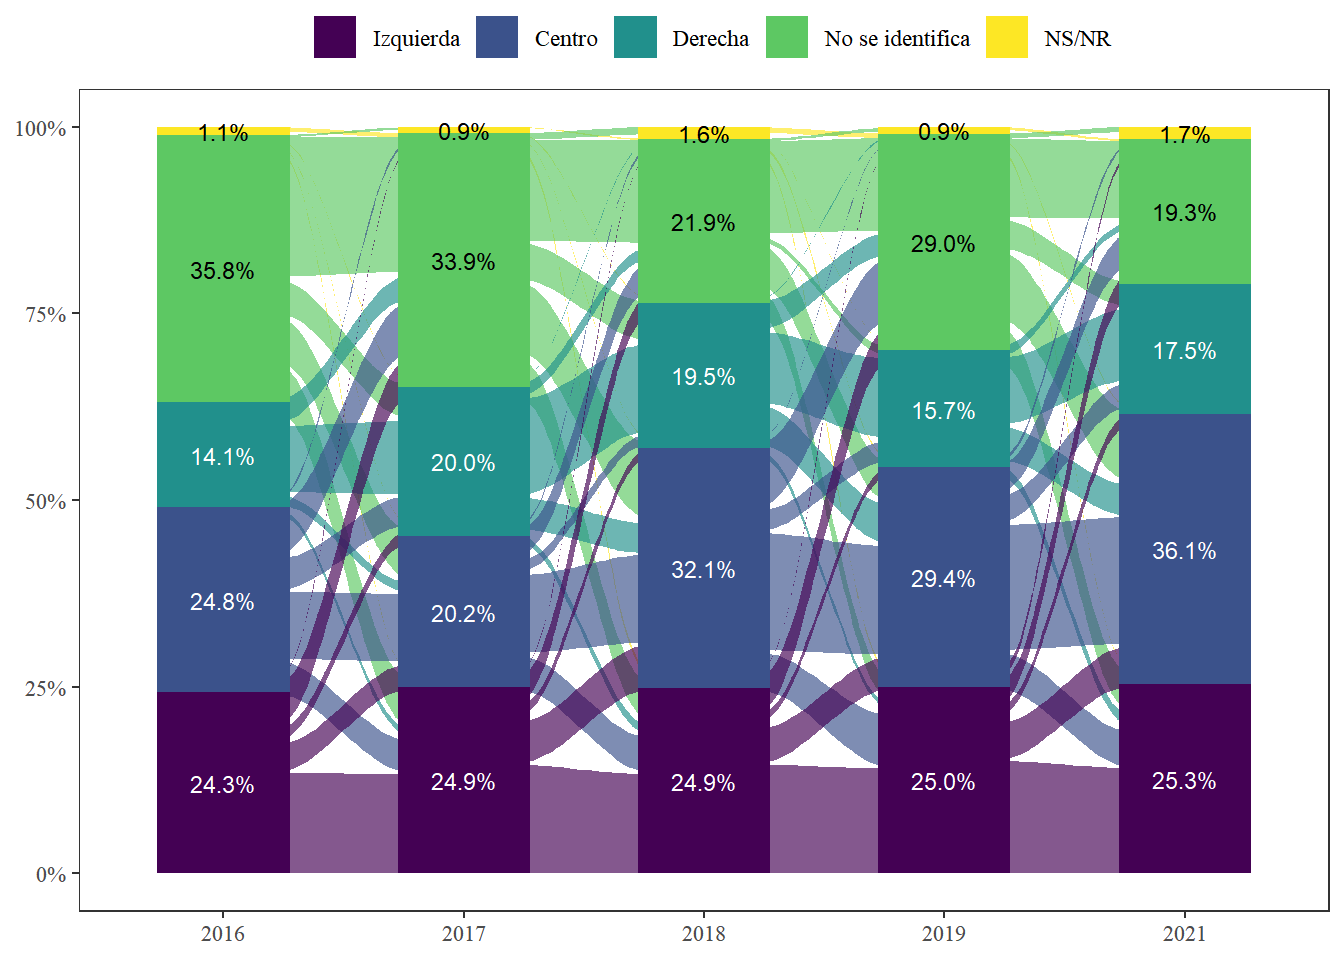 Izquierda Centro Derecha No se identifica NS/NR
100%
75%
50%
25%
0%
1.1% 0.9% 1.6% 0.9% 1.7%
35.8% 33.9% 21.9% 29.0% 19.3%
14.1% 20.0% 19.5% 15.7% 17.5%
24.8% 20.2% 32.1% 29.4% 36.1%
24.3% 24.9% 24.9% 25.0% 25.3%
2016 2017 2018 2019 2021